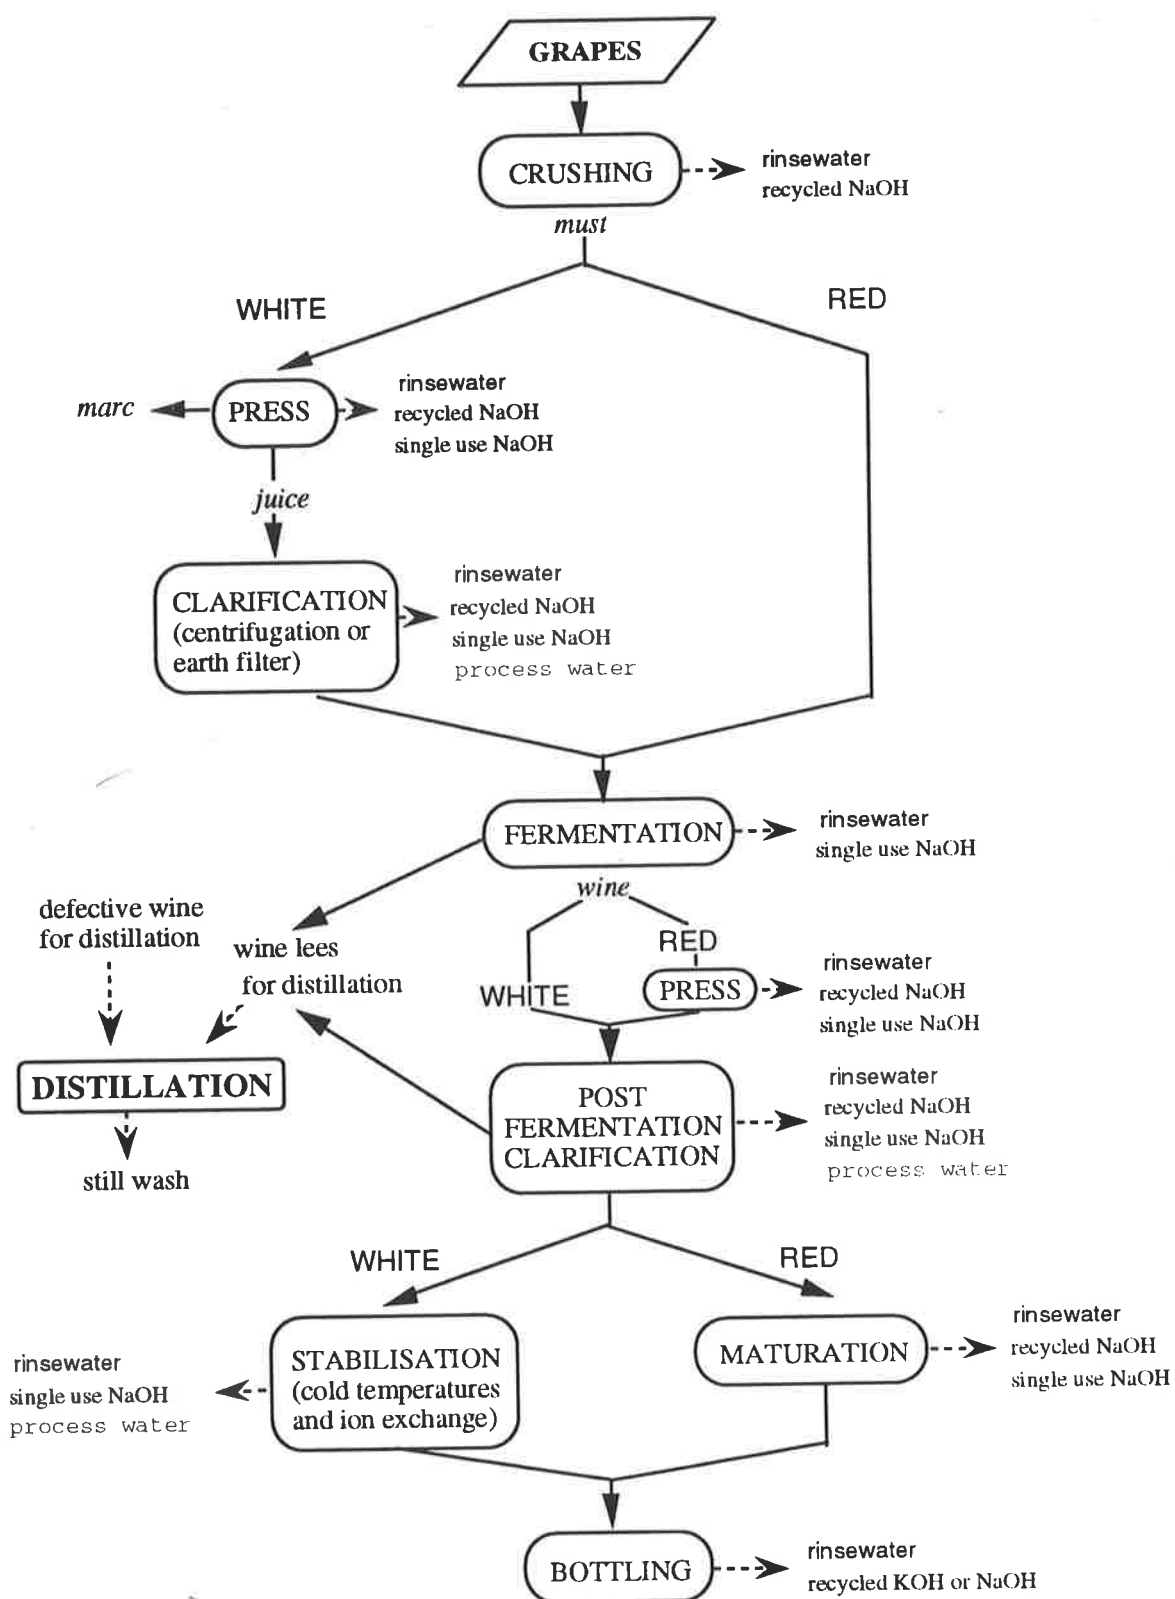 GRAPES
CRUSHING
rinsewater
recycled NaOH
must
WHITE
RED
marc
PRESS
rinsewater
recycled NaOH
single use NaOH
juice
CLARIFICATION
(centrifugation or
earth filter)
rinsewater
recycled NaOH
single use NaOH
process water
FERMENTATION
rinsewater
single use NaOH
wine
defective wine
for distillation
wine lees
for distillation
WHITE
RED
PRESS
rinsewater
recycled NaOH
single use NaOH
DISTILLATION
still wash
POST
FERMENTATION
CLARIFICATION
rinsewater
recycled NaOH
single use NaOH
process water
WHITE
RED
rinsewater
single use NaOH
process water
STABILISATION
(cold temperatures
and ion exchange)
MATURATION
rinsewater
recycled NaOH
single use NaOH
BOTTLING
rinsewater
recycled KOH or NaOH